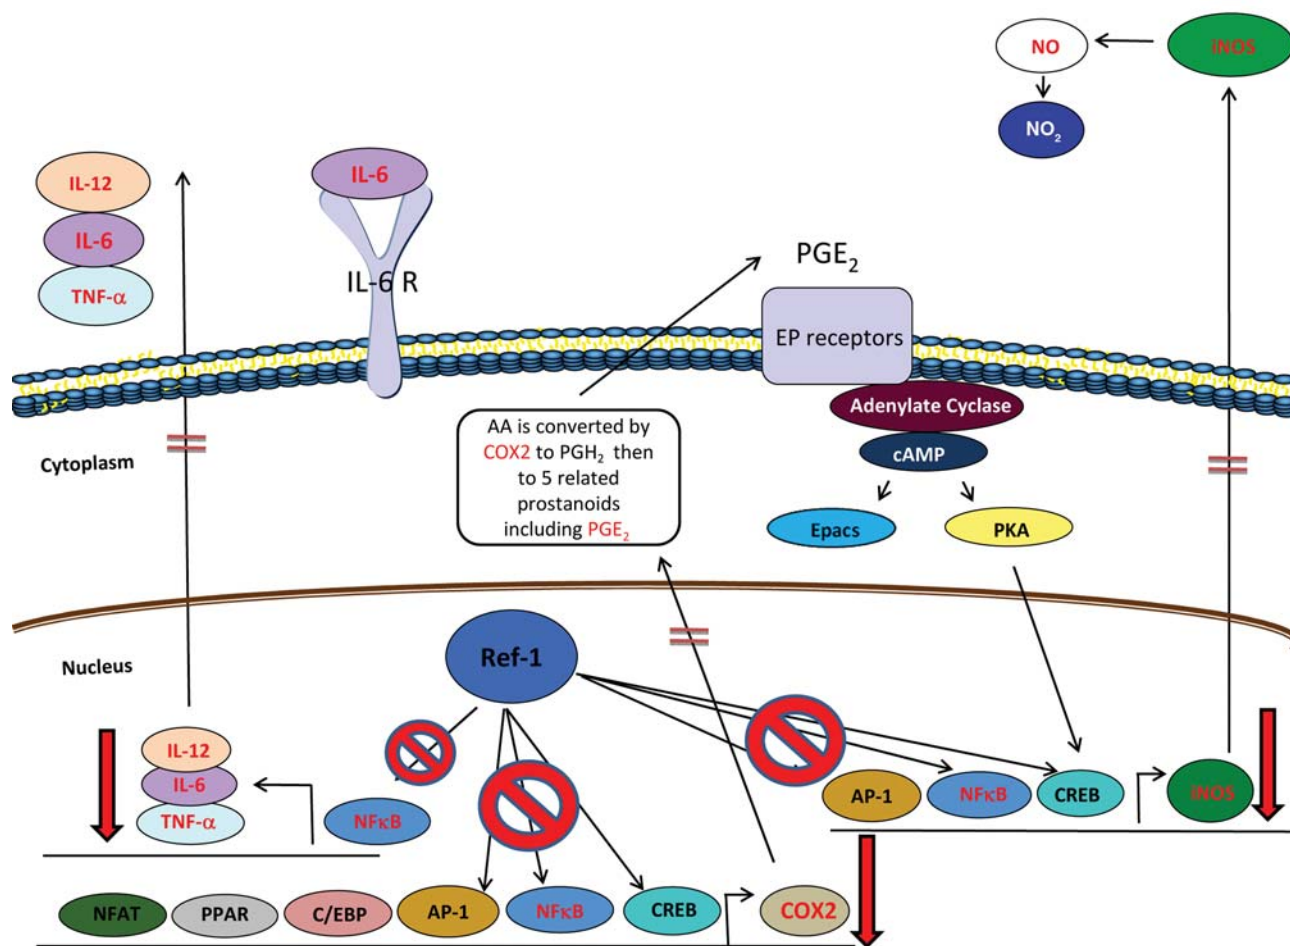 NO
iNOS
NO₂
IL-12
IL-6
TNF-α
IL-6
IL-6 R
PGE₂
EP receptors
Adenylate Cyclase
cAMP
Epacs
PKA
AA is converted by
COX2 to PGH₂ then
to 5 related
prostanoids
including PGE₂
Cytoplasm
Nucleus
Ref-1
IL-12
IL-6
TNF-α
NFκB
AP-1
NFκB
CREB
iNOS
NFAT
PPAR
C/EBP
AP-1
NFκB
CREB
COX2